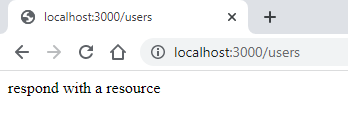 localhost:3000/users
localhost:3000/users
respond with a resource